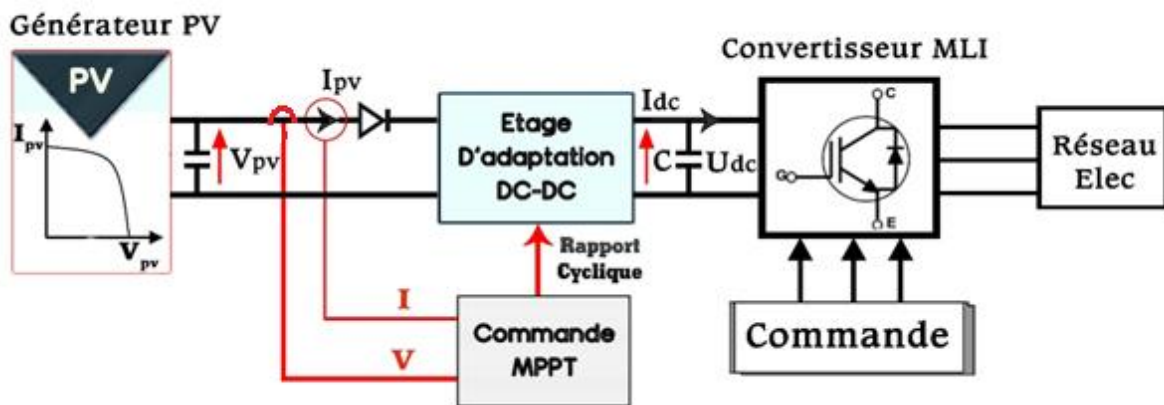 Générateur PV
PV
Ipv
Vpv
Vpv
Ipv
Etage
D'adaptation
DC-DC
Idc
C
Udc
Convertisseur MLI
C
G
E
Réseau
Elec
Rapport
Cyclique
I
V
Commande
MPPT
Commande